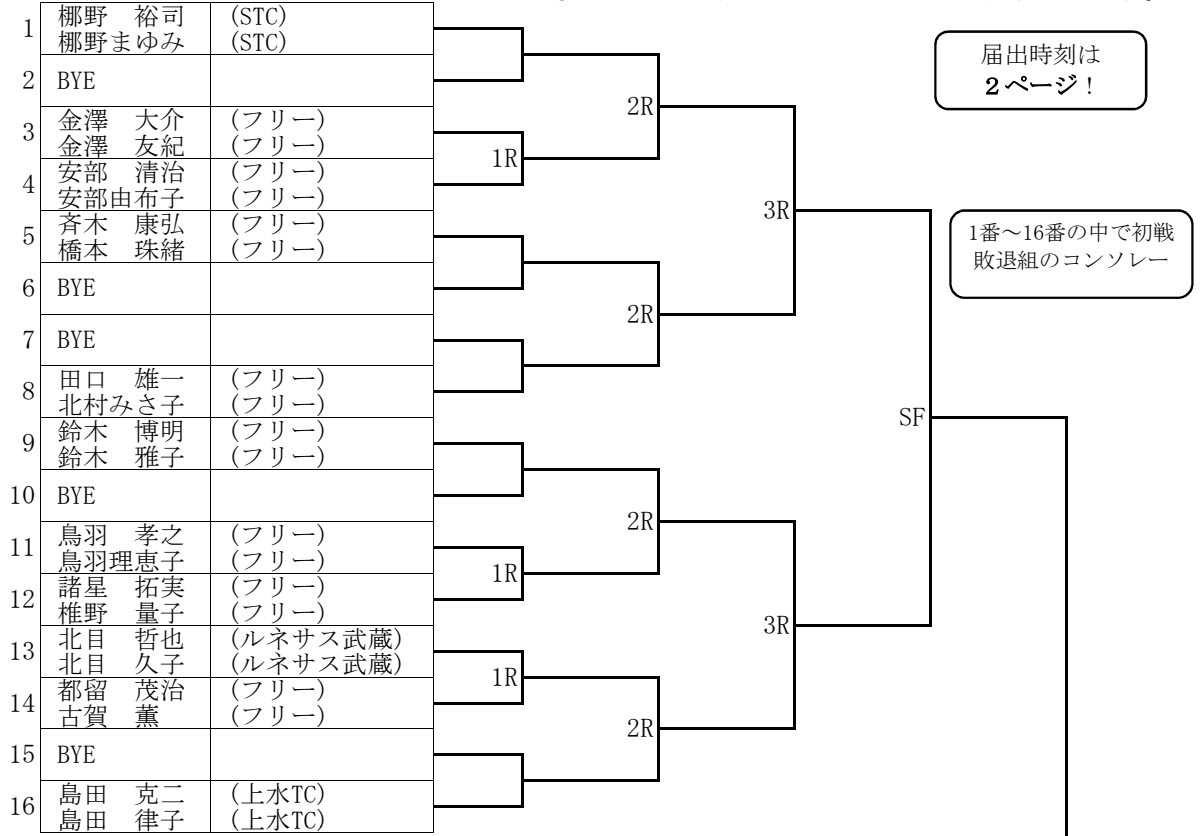 1 梛野　裕司 (STC)
梛野まゆみ (STC)
2 BYE
3 金澤　大介 (フリー)
金澤　友紀 (フリー)
4 安部　清治 (フリー)
安部由布子 (フリー)
5 斉木　康弘 (フリー)
橋本　珠緒 (フリー)
6 BYE
7 BYE
8 田口　雄一 (フリー)
北村みさ子 (フリー)
9 鈴木　博明 (フリー)
鈴木　雅子 (フリー)
10 BYE
11 鳥羽　孝之 (フリー)
鳥羽理恵子 (フリー)
12 諸星　拓実 (フリー)
椎野　量子 (フリー)
13 北目　哲也 (ルネサス武蔵)
北目　久子 (ルネサス武蔵)
14 都留　茂治 (フリー)
古賀　薫 (フリー)
15 BYE
16 島田　克二 (上水TC)
島田　律子 (上水TC)
1R
1R
1R
2R
2R
2R
2R
3R
3R
SF
届出時刻は
２ページ！
1番～16番の中で初戦
敗退組のコンソレー